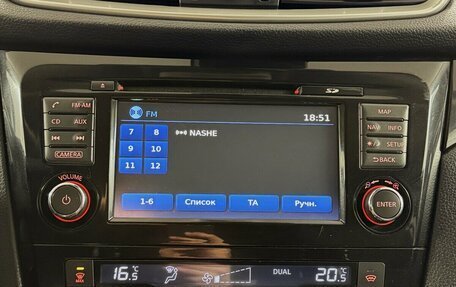 SD
FM·AM
CD AUX
CAMERA
VOLUME
FM
18:51
7 8
NASHE
9 10
11 12
1-6 Список TA Ручн.
MAP
NAVI INFO
SETUP
BACK
ENTER
16.5 °C
DUAL
20.5 °C